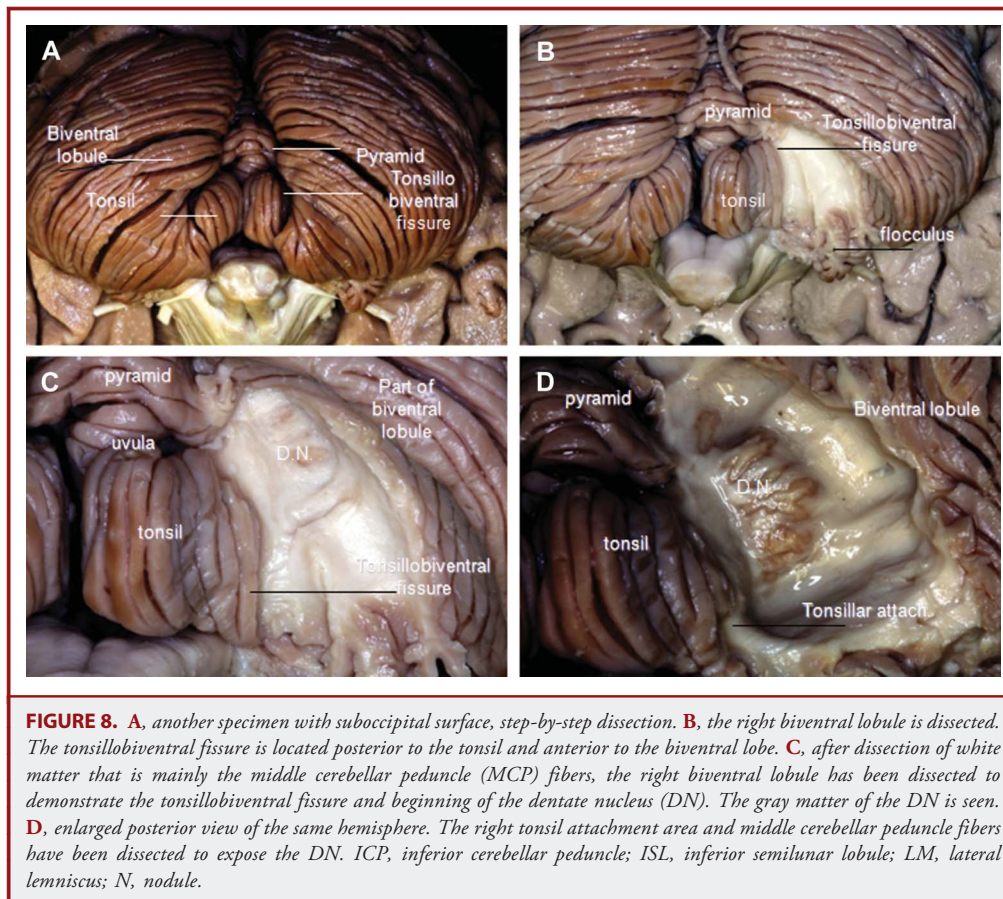 A
Biventral
lobule
Tonsil
Pyramid
Tonsillo
biventral
fissure
B
pyramid
Tonsillobiventral
fissure
tonsil
flocculus
C
pyramid
uvula
Part of
biventral
lobule
D.N.
tonsil
Tonsillobiventral
fissure
D
pyramid
Biventral lobule
D.N.
tonsil
Tonsillar attach.
FIGURE 8. A, another specimen with suboccipital surface, step-by-step dissection. B, the right biventral lobule is dissected.
The tonsillobiventral fissure is located posterior to the tonsil and anterior to the biventral lobe. C, after dissection of white
matter that is mainly the middle cerebellar peduncle (MCP) fibers, the right biventral lobule has been dissected to
demonstrate the tonsillobiventral fissure and beginning of the dentate nucleus (DN). The gray matter of the DN is seen.
D, enlarged posterior view of the same hemisphere. The right tonsil attachment area and middle cerebellar peduncle fibers
have been dissected to expose the DN. ICP, inferior cerebellar peduncle; ISL, inferior semilunar lobule; LM, lateral
lemniscus; N, nodule.